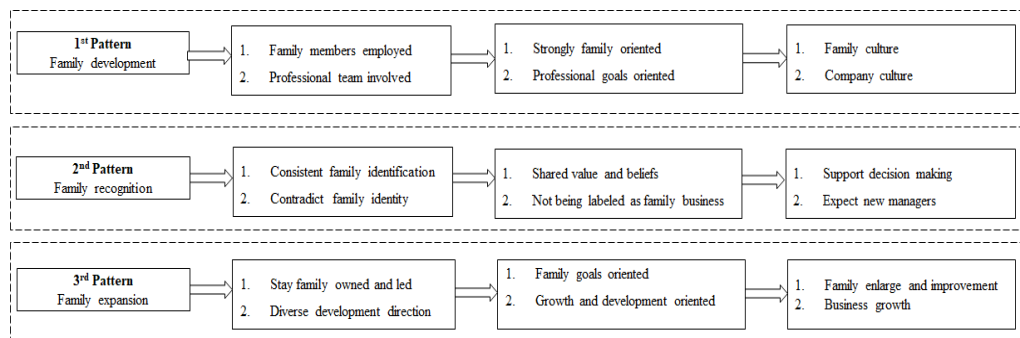 1st Pattern
Family development
1. Family members employed
2. Professional team involved
1. Strongly family oriented
2. Professional goals oriented
1. Family culture
2. Company culture
2nd Pattern
Family recognition
1. Consistent family identification
2. Contradict family identity
1. Shared value and beliefs
2. Not being labeled as family business
1. Support decision making
2. Expect new managers
3rd Pattern
Family expansion
1. Stay family owned and led
2. Diverse development direction
1. Family goals oriented
2. Growth and development oriented
1. Family enlarge and improvement
2. Business growth